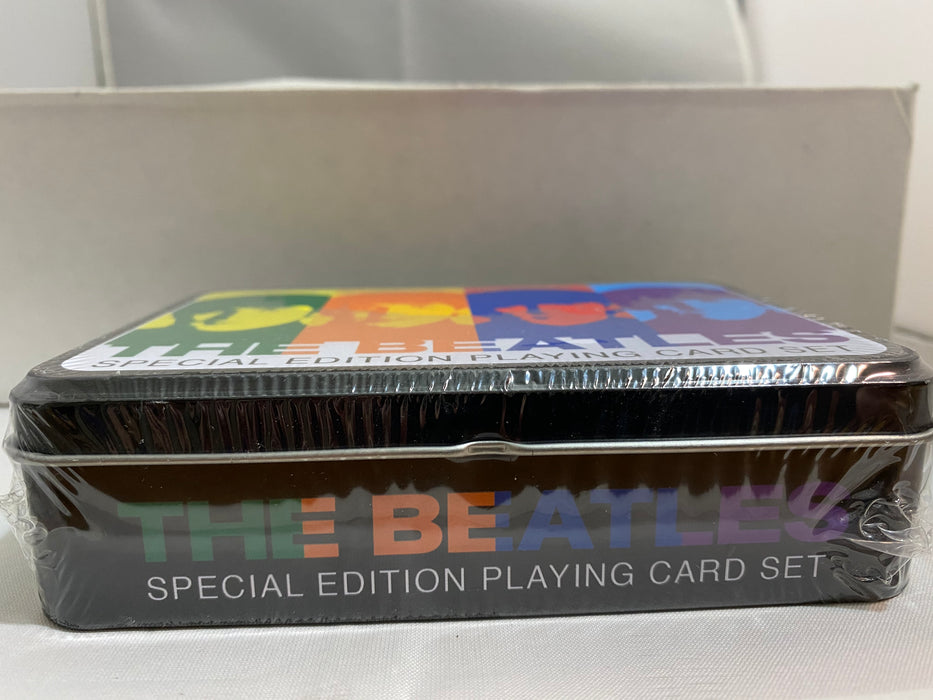 THE BEATLES
SPECIAL EDITION PLAYING CARD SET
THE BEATLES
SPECIAL EDITION PLAYING CARD SET